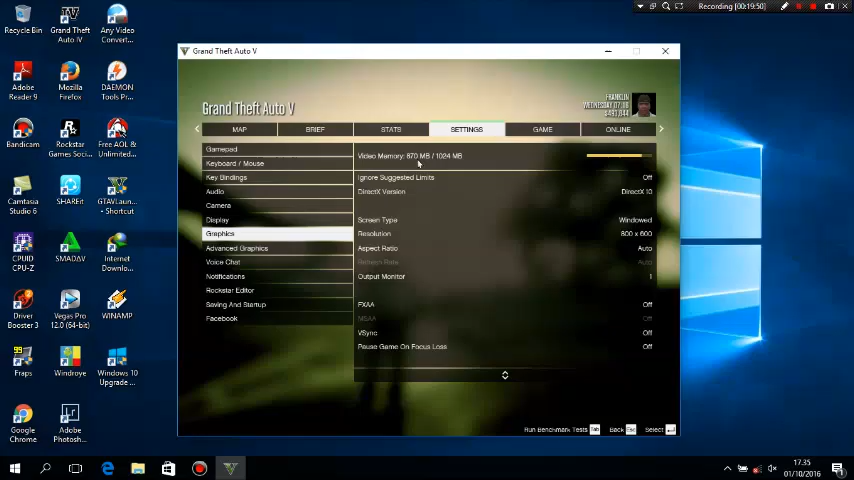 Recording [00:19:50]
Recycle Bin
Grand Theft Auto IV
Any Video Convert...
Adobe Reader 9
Mozilla Firefox
DAEMON Tools Pr...
Bandicam
Rockstar Games Soci...
Free AOL & Unlimited...
Camtasia Studio 6
SHAREit
GTAVLaun... - Shortcut
CPUID CPU-Z
SMADΔV
Internet Downlo...
Driver Booster 3
Vegas Pro 12.0 (64-bit)
WINAMP
Fraps
Windroye
Windows 10 Upgrade ...
Google Chrome
Adobe Photosh...
Grand Theft Auto V
Grand Theft Auto V
FRANKLIN
MAP
BRIEF
STATS
SETTINGS
GAME
ONLINE
Gamepad
Keyboard / Mouse
Key Bindings
Audio
Camera
Display
Graphics
Advanced Graphics
Voice Chat
Notifications
Rockstar Editor
Saving And Startup
Facebook
Video Memory: 870 MB / 1024 MB
Ignore Suggested Limits Off
DirectX Version DirectX 10
Screen Type Windowed
Resolution 800 x 600
Aspect Ratio Auto
Refresh Rate Auto
Output Monitor 1
FXAA Off
MSAA Off
VSync Off
Pause Game On Focus Loss Off
Run Benchmark Tests Tab Back Esc Select
17.35
01/10/2016